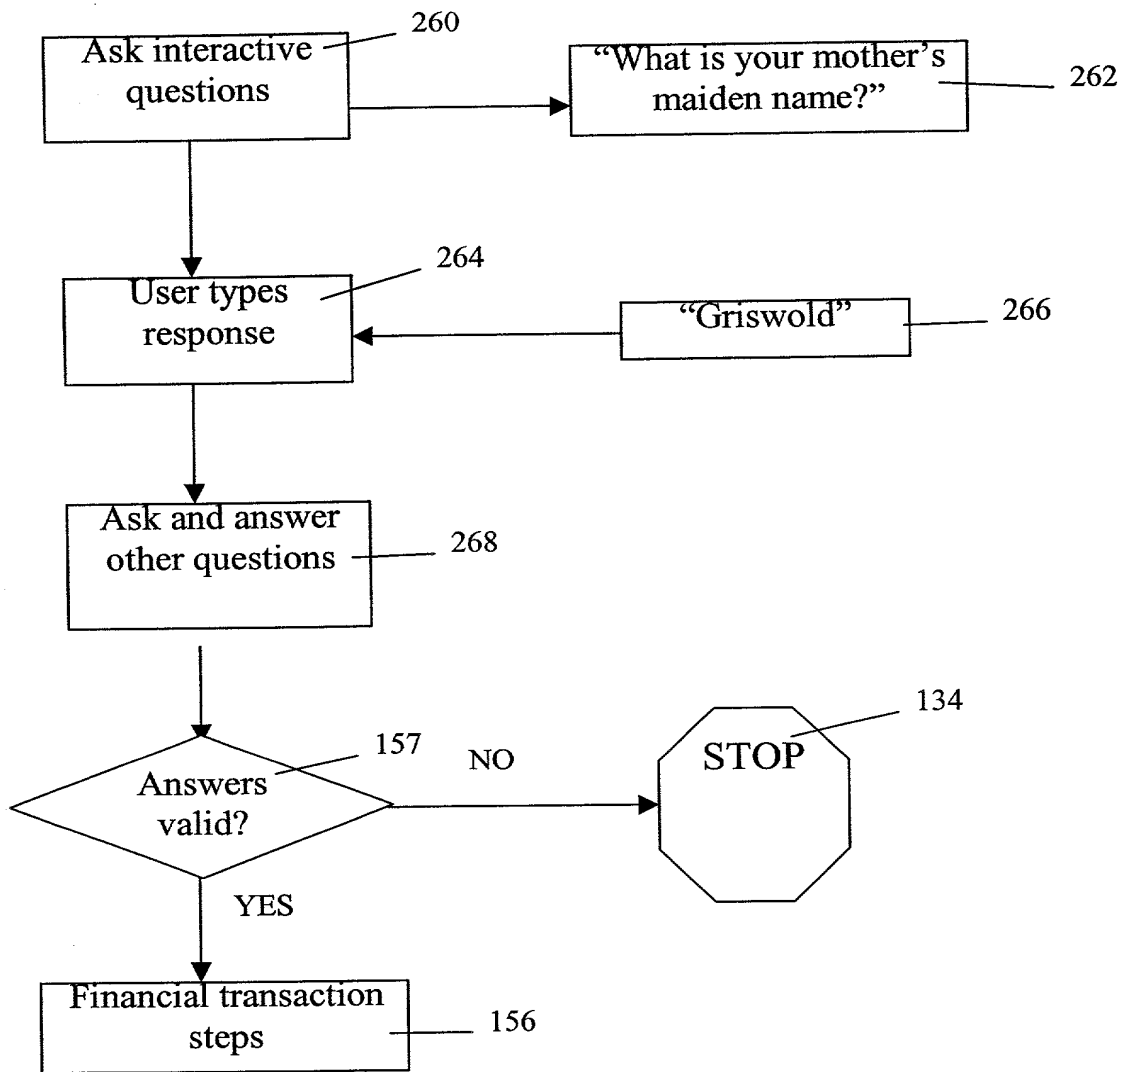 260
Ask interactive
questions
“What is your mother’s
maiden name?”
262
264
User types
response
“Griswold”
266
Ask and answer
other questions
268
157
Answers
valid?
NO
134
STOP
YES
Financial transaction
steps
156